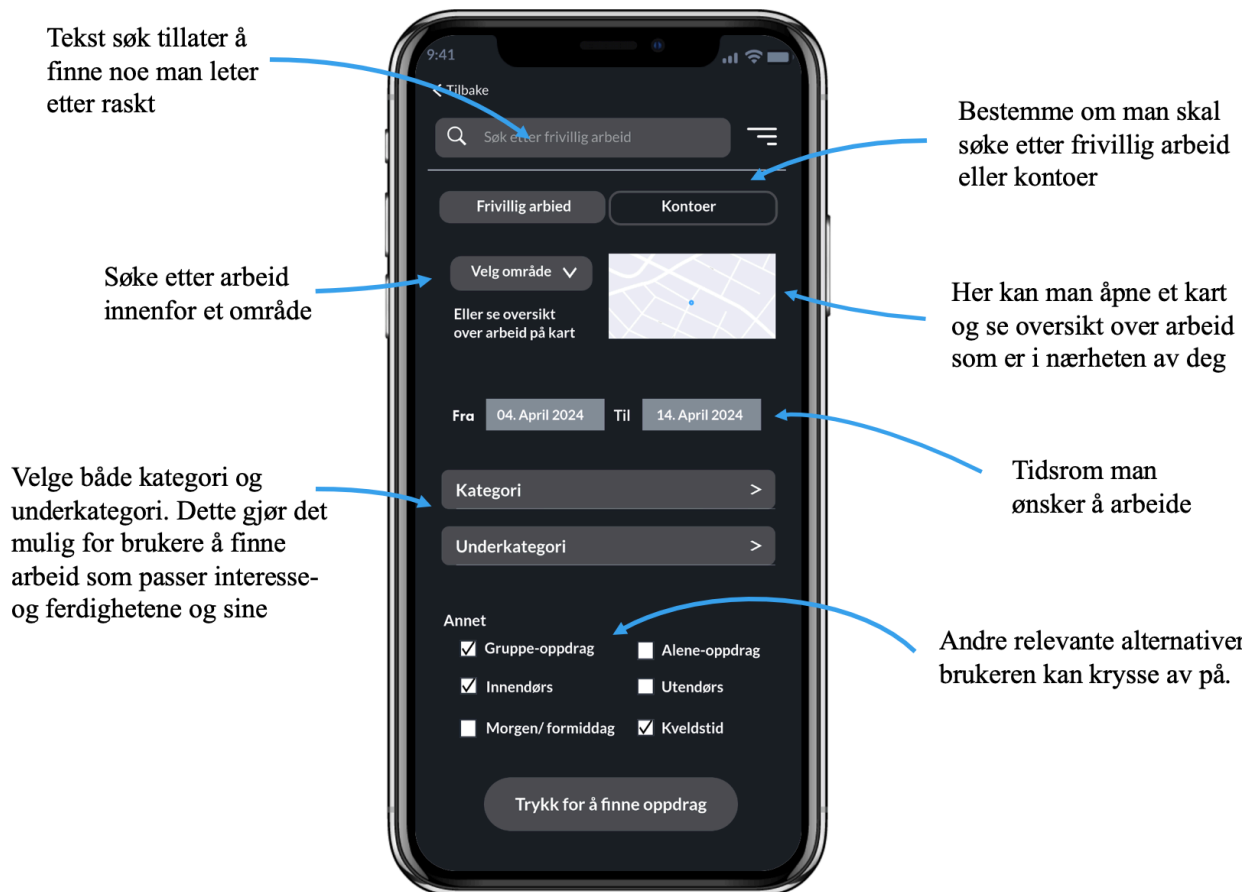 Tekst søk tillater å
finne noe man leter
etter raskt
9:41
Tilbake
Søk etter frivillig arbeid
Bestemme om man skal
søke etter frivillig arbeid
eller kontoer
Frivillig arbied
Kontoer
Søke etter arbeid
innenfor et område
Velg område
Eller se oversikt
over arbeid på kart
Her kan man åpne et kart
og se oversikt over arbeid
som er i nærheten av deg
Fra 04. April 2024 Til 14. April 2024
Tidsrom man
ønsker å arbeide
Velge både kategori og
underkategori. Dette gjør det
mulig for brukere å finne
arbeid som passer interesse-
og ferdighetene og sine
Kategori >
Underkategori >
Annet
Gruppe-oppdrag
Alene-oppdrag
Innendørs
Utendørs
Morgen/ formiddag
Kveldstid
Andre relevante alternativer
brukeren kan krysse av på.
Trykk for å finne oppdrag